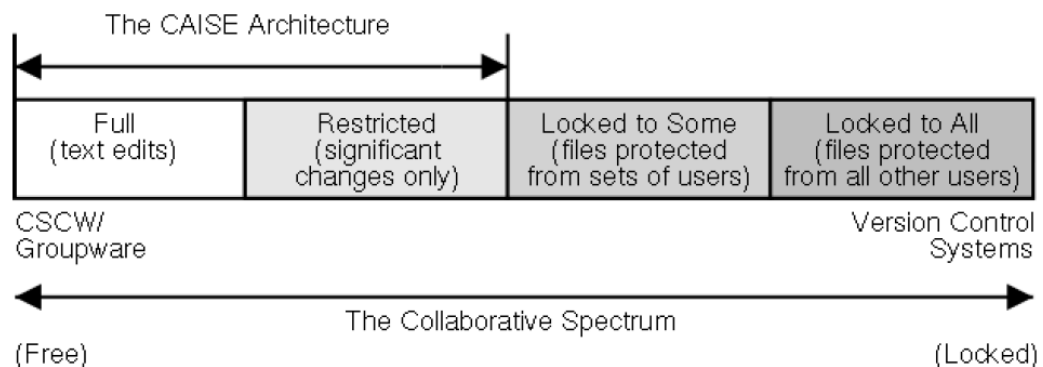 The CAISE Architecture
Full
(text edits)
Restricted
(significant
changes only)
Locked to Some
(files protected
from sets of users)
Locked to All
(files protected
from all other users)
CSCW/
Groupware
Version Control
Systems
The Collaborative Spectrum
(Free)
(Locked)